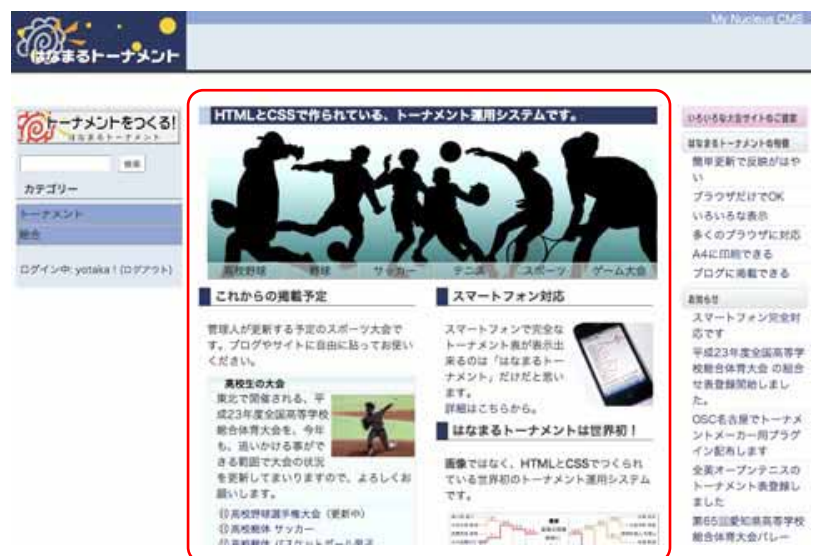 My Nucleus CMS
はなまるトーナメント
トーナメントをつくる!
はなまるトーナメント
検索
カテゴリー
トーナメント
総合
ログイン中: yotaka ! (ログアウト)
HTMLとCSSで作られている、トーナメント運用システムです。
高校野球
野球
サッカー
テニス
スポーツ
ゲーム大会
これからの掲載予定
管理人が更新する予定のスポーツ大会で
す。ブログやサイトに自由に貼ってお使い
ください。
高校生の大会
東北で開催される、平
成23年度全国高等学校
総合体育大会を、今年
も、追いかける事がで
きる範囲で大会の状況
を更新してまいりますので、よろしくお
願いします。
高校野球選手権大会(更新中)
高校総体 サッカー
高校総体 バスケットボール男子
スマートフォン対応
スマートフォンで完全な
トーナメント表が表示出
来るのは「はなまるトー
ナメント」だけだと思い
ます。
詳細はこちらから。
はなまるトーナメントは世界初!
画像ではなく、HTMLとCSSでつくられ
ている世界初のトーナメント運用システム
です。
いろいろな大会サイトのご提案
はなまるトーナメントの特徴
簡単更新で反映がはや
い
ブラウザだけでOK
いろいろな表示
多くのブラウザに対応
A4に印刷できる
ブログに掲載できる
お知らせ
スマートフォン完全対
応です
平成23年度全国高等学
校総合体育大会 の組合
せ表登録開始しまし
た。
OSC名古屋でトーナメ
ントメーカー用プラグ
イン配布します
全英オープンテニスの
トーナメント表登録し
ました
第65回愛知県高等学校
総合体育大会バレー